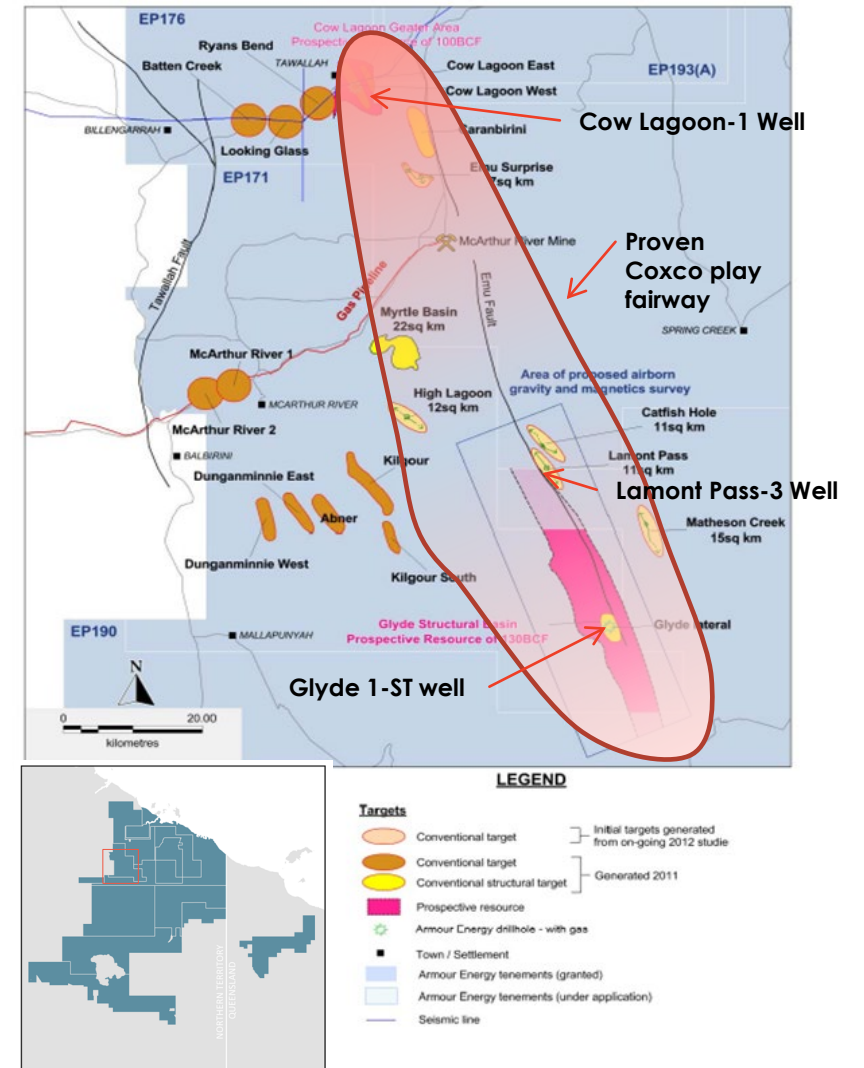 EP176
Cow Lagoon Geater Area
Prospective Resource of 100BCF
Ryans Bend
Batten Creek
TAWALLAH
Cow Lagoon East
EP193(A)
Cow Lagoon West
Cow Lagoon-1 Well
BILLENGARRAH
Caranbirini
Looking Glass
Emu Surprise
7sq km
EP171
McArthur River Mine
Proven
Coxco play
fairway
Tawallah Fault
Gas Pipeline
Emu Fault
Myrtle Basin
22sq km
SPRING CREEK
McArthur River 1
Area of proposed airborn
gravity and magnetics survey
High Lagoon
12sq km
MCARTHUR RIVER
Catfish Hole
11sq km
McArthur River 2
BALBIRINI
Kilgour
Lamont Pass
11sq km
Dunganminnie East
Lamont Pass-3 Well
Abner
Matheson Creek
15sq km
Dunganminnie West
Kilgour South
EP190
MALLAPUNYAH
Glyde Structural Basin
Prospective Resource of 130BCF
Glyde
N
Glyde 1-ST well
0 20.00
kilometres
LEGEND
Targets
Conventional target
Initial targets generated
from on-going 2012 studie
Conventional target
Conventional structural target
Generated 2011
Prospective resource
Armour Energy drillhole - with gas
Town / Settlement
Armour Energy tenements (granted)
Armour Energy tenements (under application)
Seismic line
NORTHERN TERRITORY
QUEENSLAND